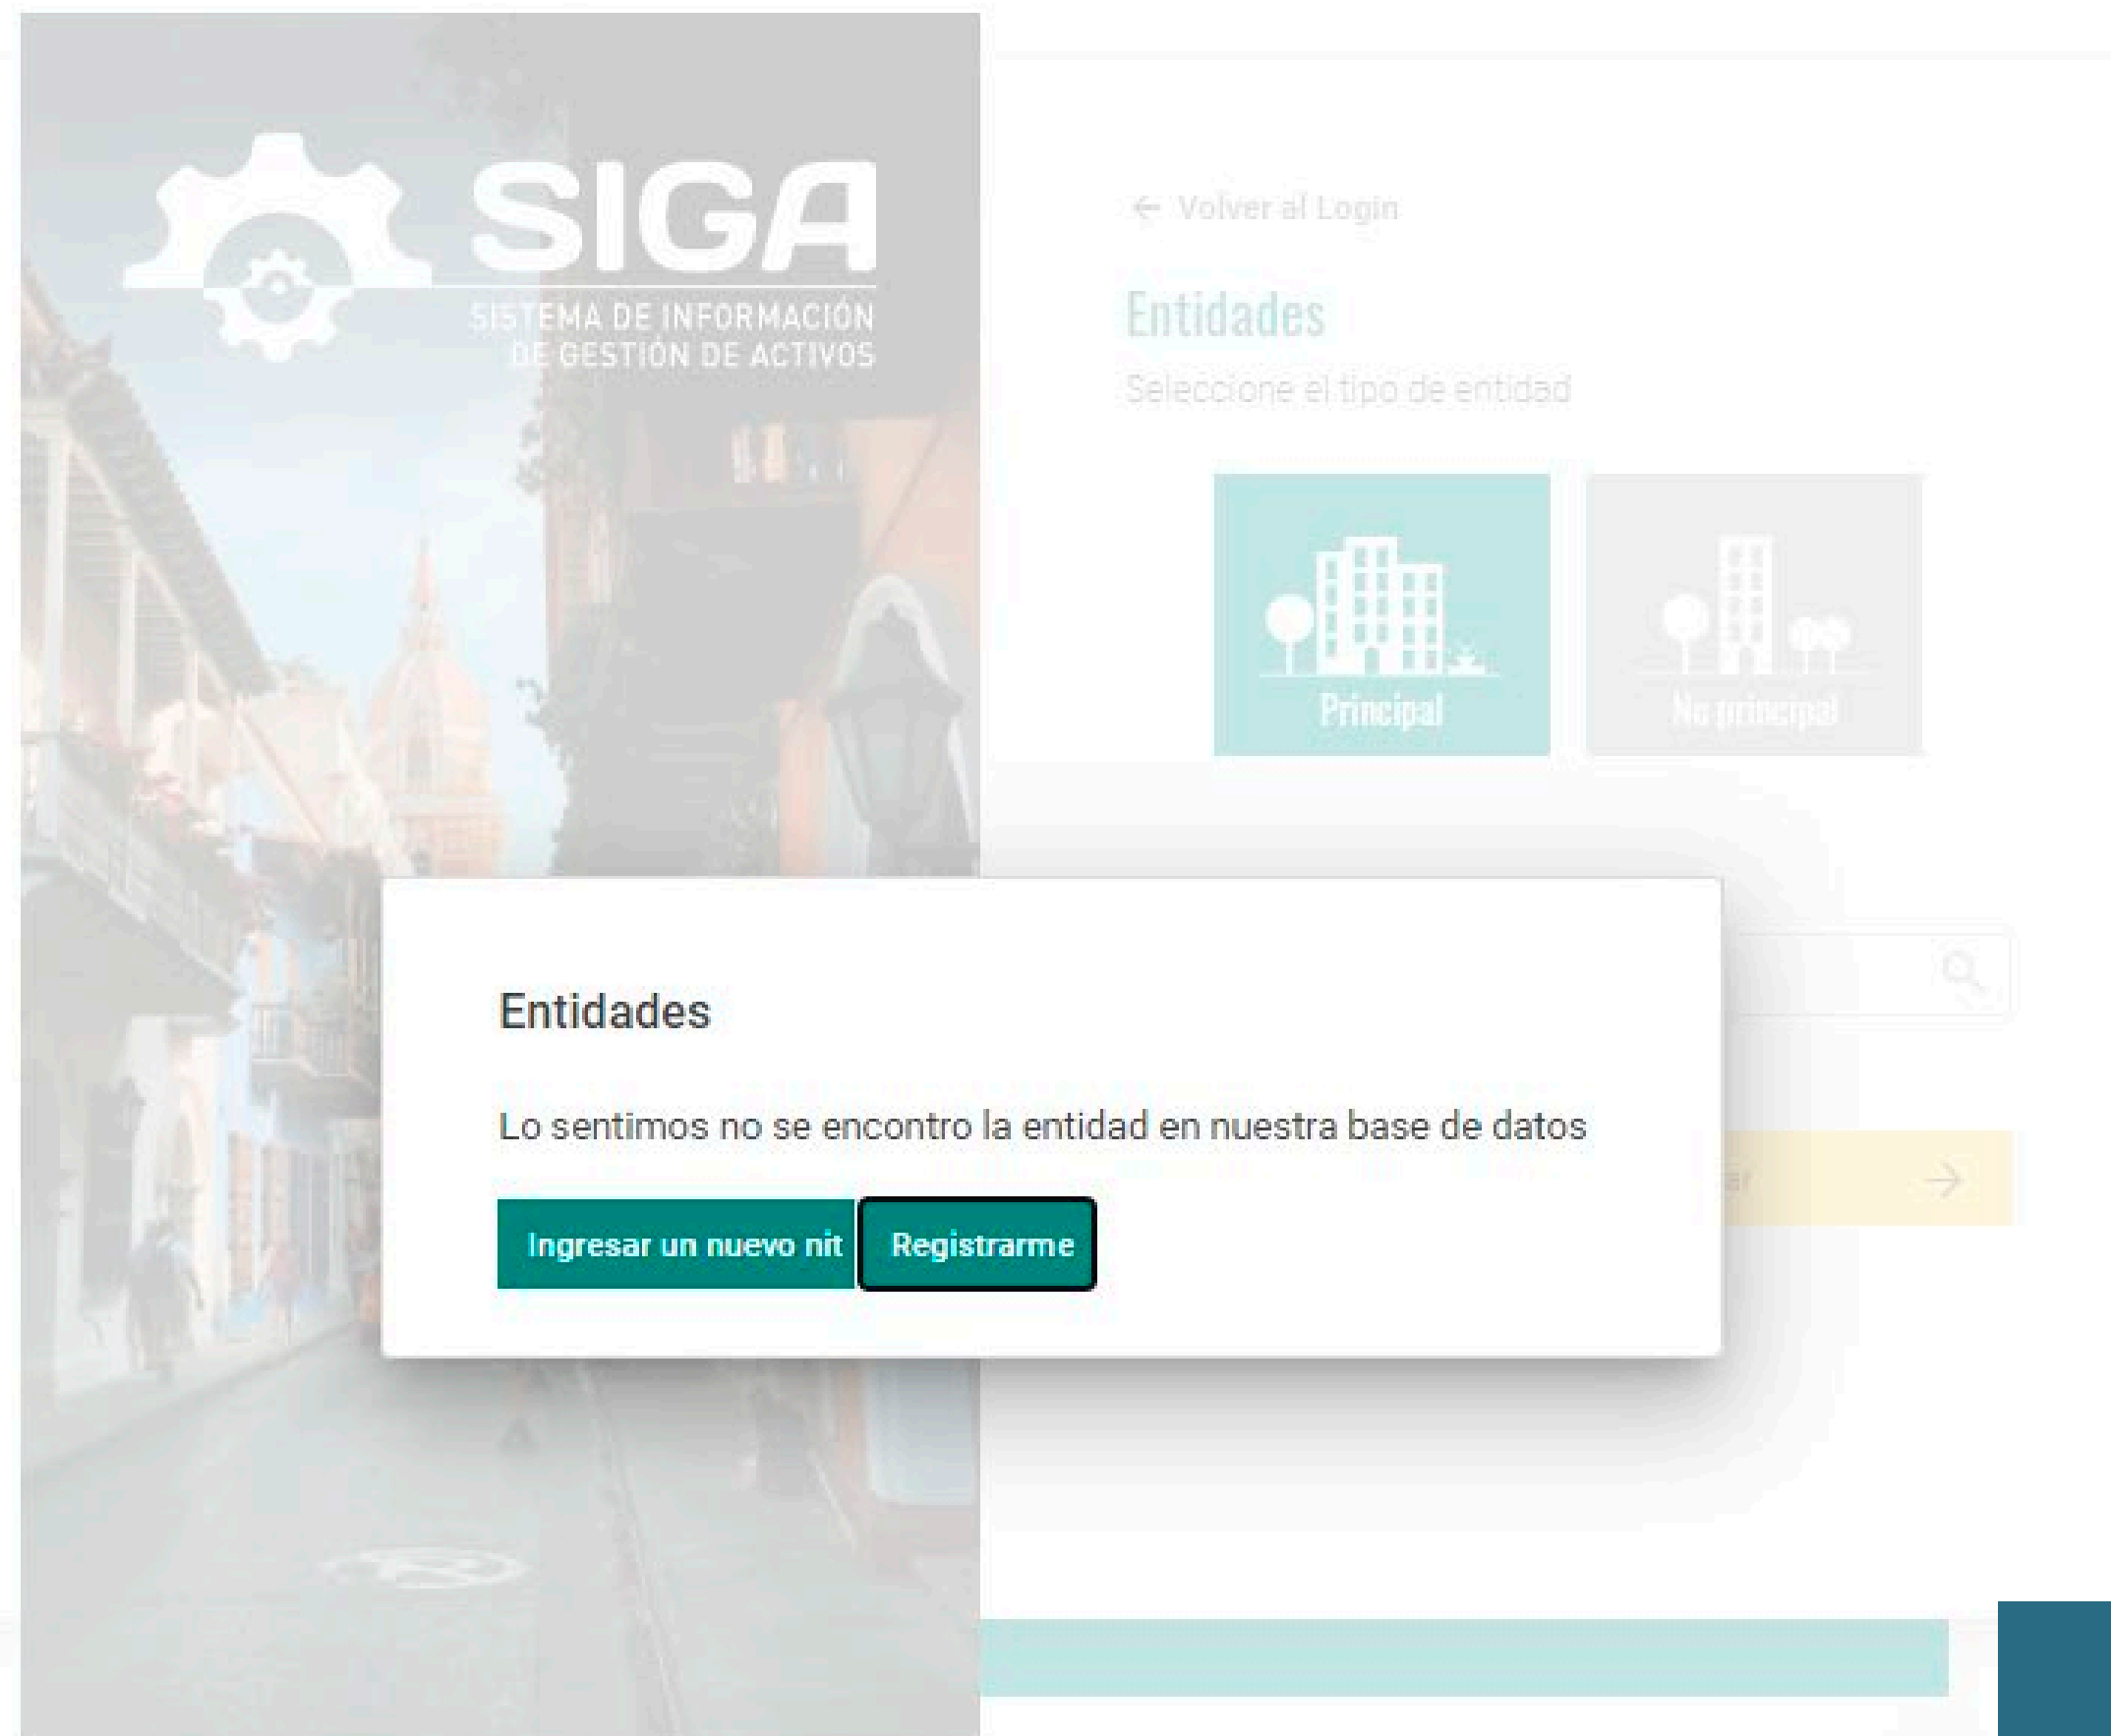 SIGA
SISTEMA DE INFORMACIÓN
DE GESTIÓN DE ACTIVOS
← Volver al Login
Entidades
Seleccione el tipo de entidad
Principal
No principal
Entidades
Lo sentimos no se encontro la entidad en nuestra base de datos
Ingresar un nuevo nit
Registrarme